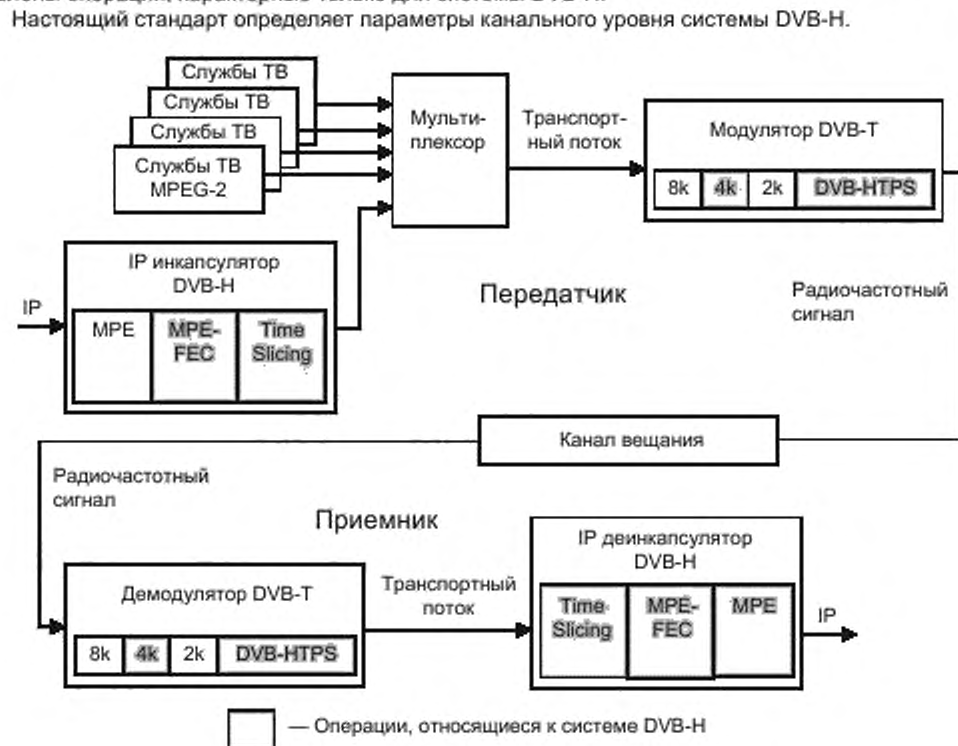 Настоящий стандарт определяет параметры канального уровня системы DVB-H.
Службы ТВ
Службы ТВ
Службы ТВ
Службы ТВ
MPEG-2
Мульти-
плексор
Транспорт-
ный поток
Модулятор DVB-T
8k 4k 2k DVB-HTPS
IP инкапсулятор
DVB-H
IP
MPE
MPE-
FEC
Time
Slicing
Передатчик
Радиочастотный
сигнал
Канал вещания
Радиочастотный
сигнал
Приемник
Демодулятор DVB-T
8k 4k 2k DVB-HTPS
Транспортный
поток
IP деинкапсулятор
DVB-H
Time
Slicing
MPE-
FEC
MPE
IP
— Операции, относящиеся к системе DVB-H